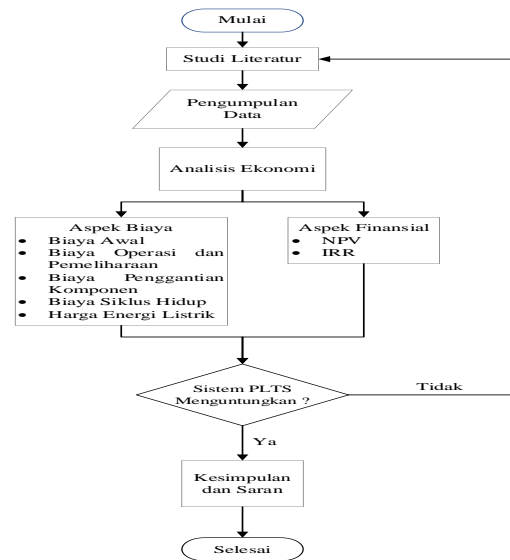 Mulai
Studi Literatur
Pengumpulan
Data
Analisis Ekonomi
Aspek Biaya
• Biaya Awal
• Biaya Operasi dan
Pemeliharaan
• Biaya Penggantian
Komponen
• Biaya Siklus Hidup
• Harga Energi Listrik
Aspek Finansial
• NPV
• IRR
Sistem PLTS
Menguntungkan ?
Tidak
Ya
Kesimpulan
dan Saran
Selesai